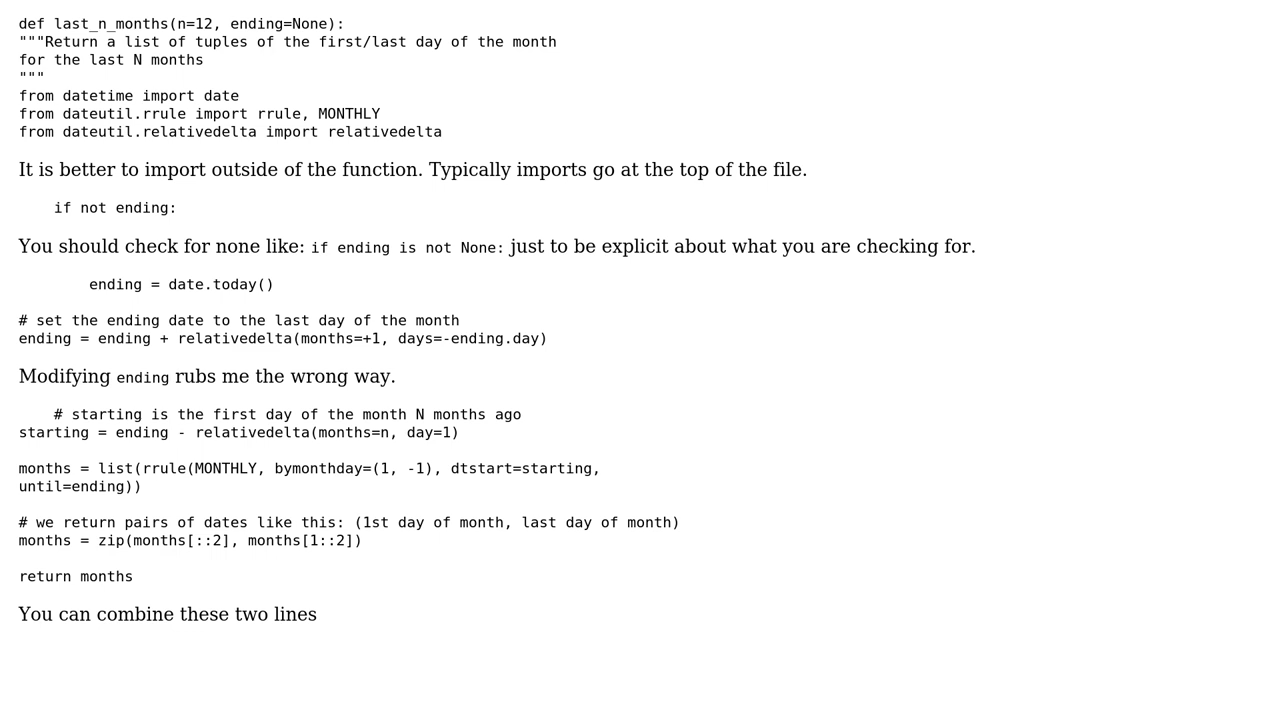 def last_n_months(n=12, ending=None):
"""Return a list of tuples of the first/last day of the month
for the last N months
"""
from datetime import date
from dateutil.rrule import rrule, MONTHLY
from dateutil.relativedelta import relativedelta
It is better to import outside of the function. Typically imports go at the top of the file.
    if not ending:
You should check for none like: if ending is not None: just to be explicit about what you are checking for.
        ending = date.today()
# set the ending date to the last day of the month
ending = ending + relativedelta(months=+1, days=-ending.day)
Modifying ending rubs me the wrong way.
    # starting is the first day of the month N months ago
starting = ending - relativedelta(months=n, day=1)
months = list(rrule(MONTHLY, bymonthday=(1, -1), dtstart=starting,
until=ending))
# we return pairs of dates like this: (1st day of month, last day of month)
months = zip(months[::2], months[1::2])
return months
You can combine these two lines